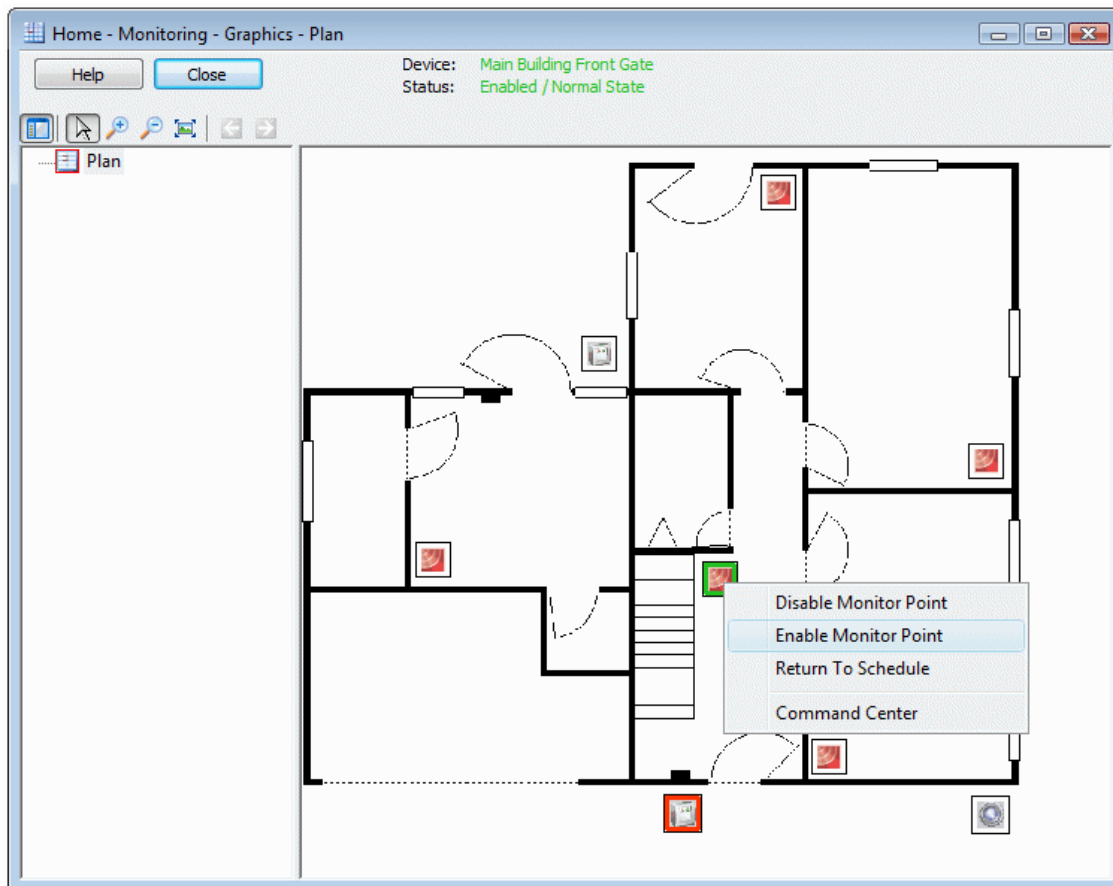 Home - Monitoring - Graphics - Plan
Help
Close
Device: Main Building Front Gate
Status: Enabled / Normal State
Plan
Disable Monitor Point
Enable Monitor Point
Return To Schedule
Command Center